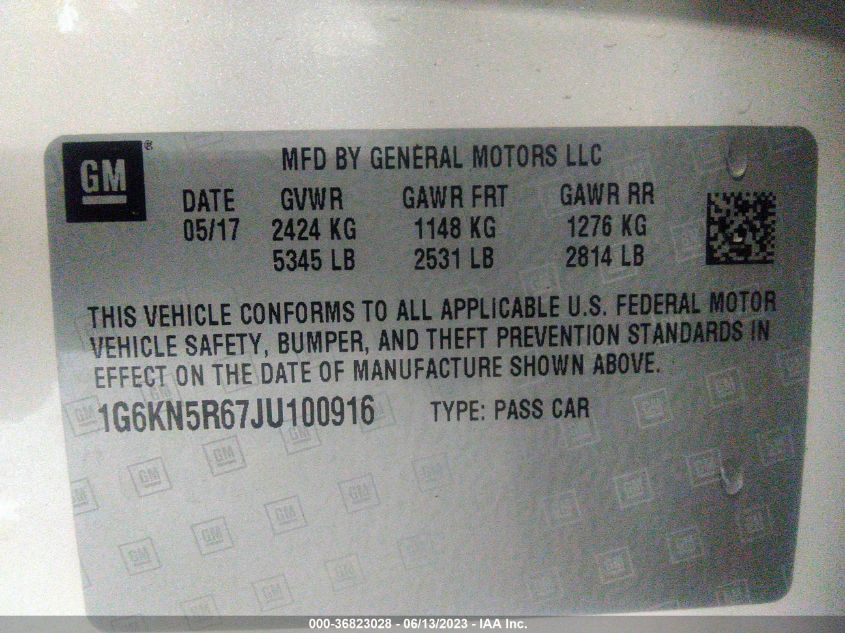 GM ®
MFD BY GENERAL MOTORS LLC
DATE GVWR GAWR FRT GAWR RR
05/17 2424 KG 1148 KG 1276 KG
5345 LB 2531 LB 2814 LB
THIS VEHICLE CONFORMS TO ALL APPLICABLE U.S. FEDERAL MOTOR
VEHICLE SAFETY, BUMPER, AND THEFT PREVENTION STANDARDS IN
EFFECT ON THE DATE OF MANUFACTURE SHOWN ABOVE.
1G6KN5R67JU100916 TYPE: PASS CAR
000-36823028 - 06/13/2023 - IAA Inc.